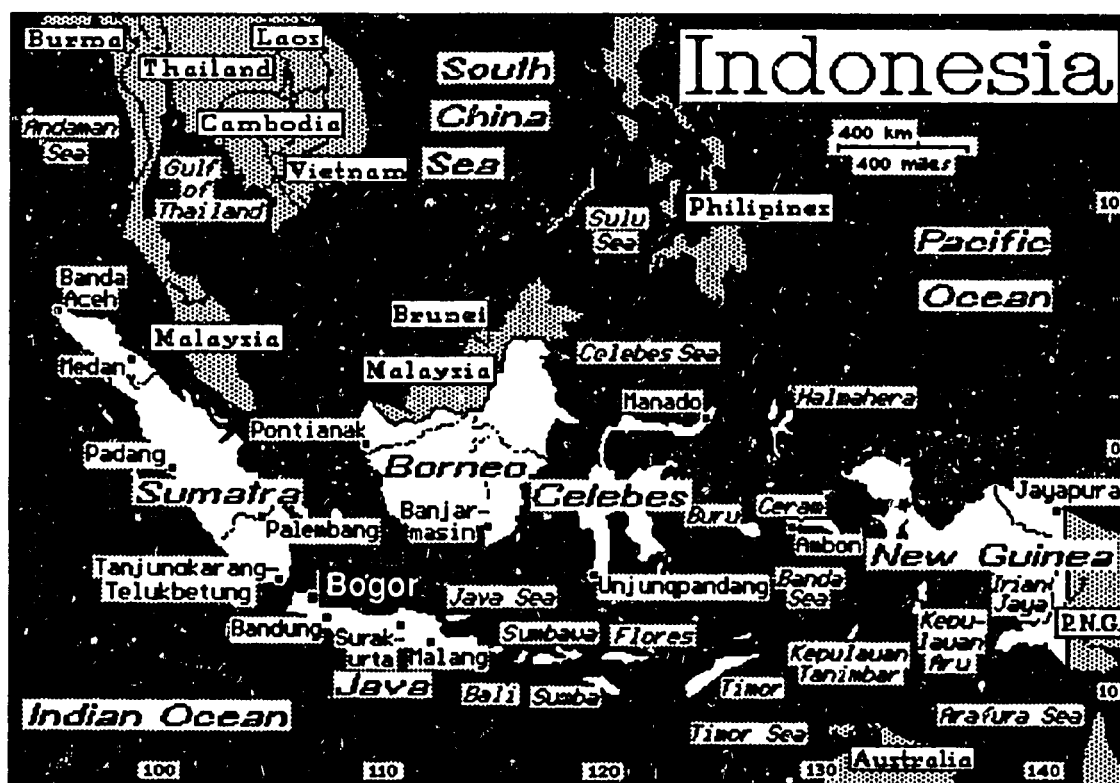 Burma
Laos
Thailand
South
China
Sea
Indonesia
Andaman
Sea
Cambodia
400 km
400 miles
Gulf
of
Thailand
Vietnam
Sulu
Sea
Philipines
10
Pacific
Ocean
Banda
Aceh
Brunei
Malaysia
Celebes Sea
Medan
Malaysia
Manado
Halmahera
Pontianak
0
Padang
Borneo
Sumatra
Celebes
Jayapura
Banjar-
masin
Buru
Ceram
Palembang
Ambon
New Guinea
Tanjungkarang-
Telukbetung
Bogor
Unjungpandang
Banda
Sea
Irian
Jaya
Java Sea
Bandung
Surak-
urta
Malang
Sumbawa
Flores
Kepu-
lauan
Aru
P.N.G.
Kepulauan
Tanimbar
Java
Bali
Sumba
Timor
10
Indian Ocean
Timor Sea
Arafura Sea
Australia
100
110
120
130
140